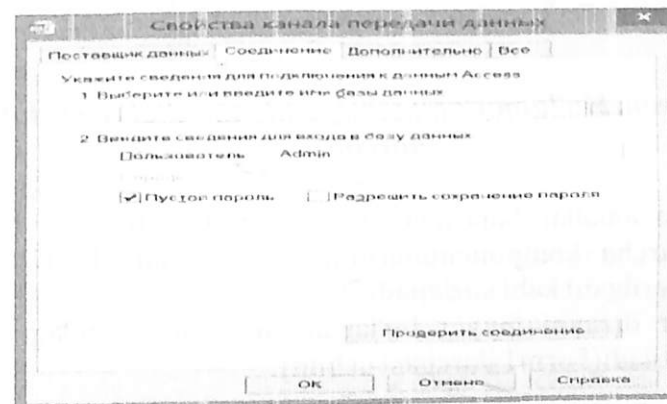 Свойства канала передачи данных
Поставщик данных Соединение Дополнительно Все
Укажите сведения для подключения к данным Access
1. Выберите или введите имя базы данных
2. Введите сведения для входа в базу данных
Пользователь Admin
Пустой пароль Разрешить сохранение пароля
Проверить соединение
OK Отмена Справка